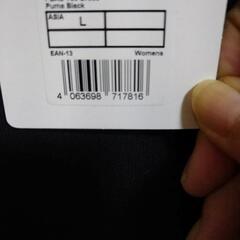 Puma Black
ASIA L
EAN-13 Womens
4 063698 717816